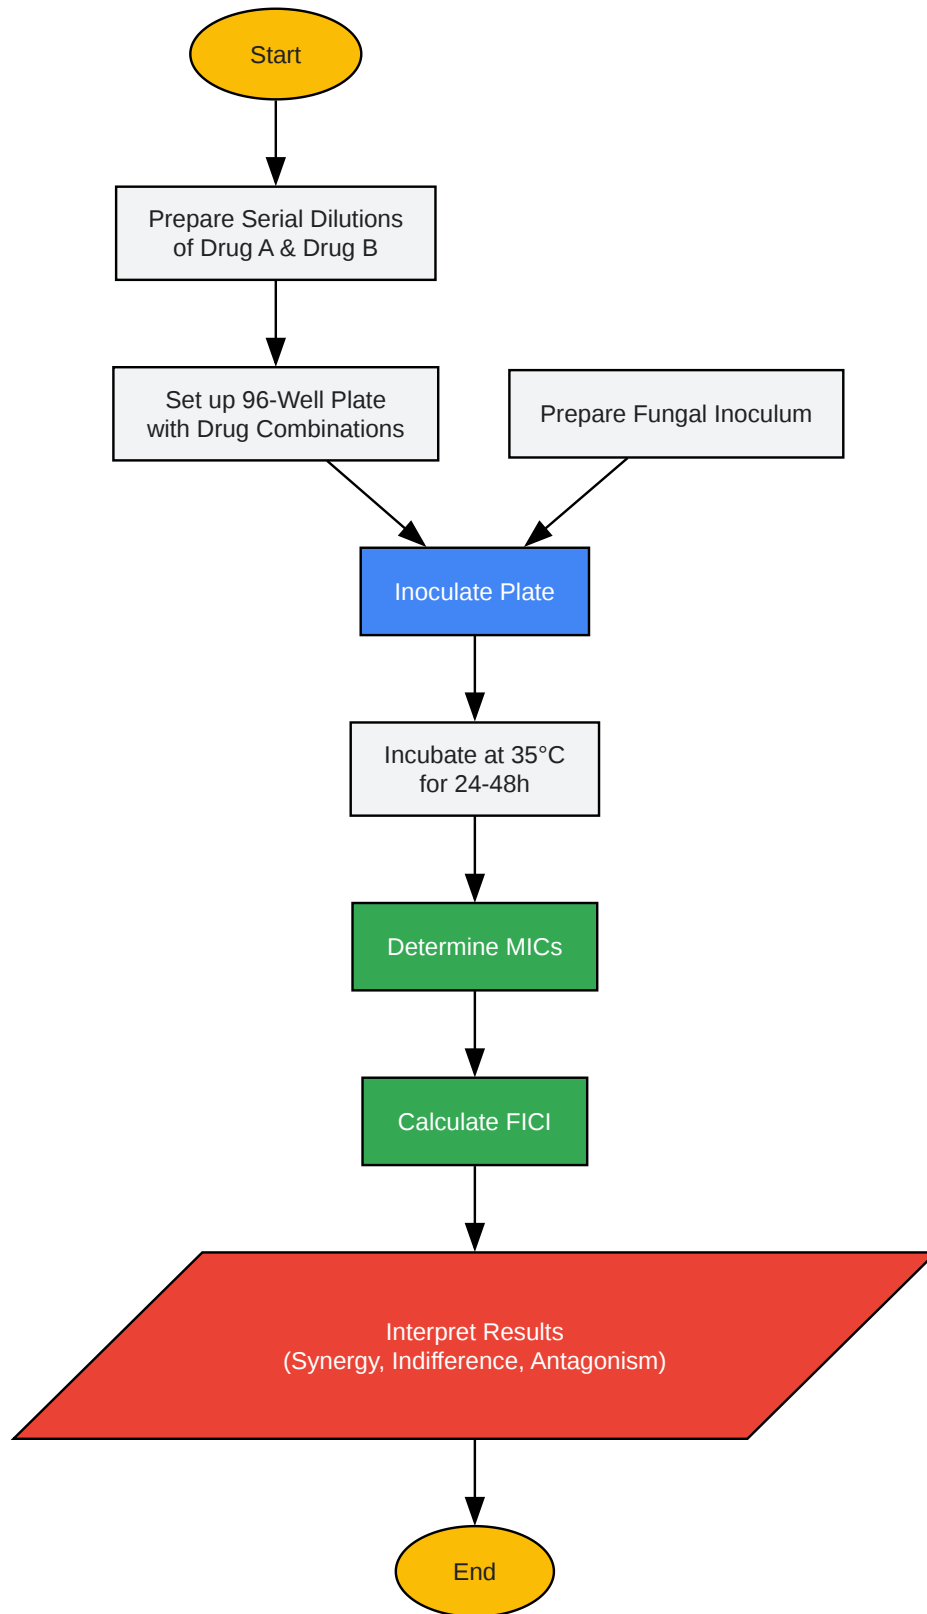 Start
Prepare Serial Dilutions
of Drug A & Drug B
Set up 96-Well Plate
with Drug Combinations
Prepare Fungal Inoculum
Inoculate Plate
Incubate at 35°C
for 24-48h
Determine MICs
Calculate FICI
Interpret Results
(Synergy, Indifference, Antagonism)
End